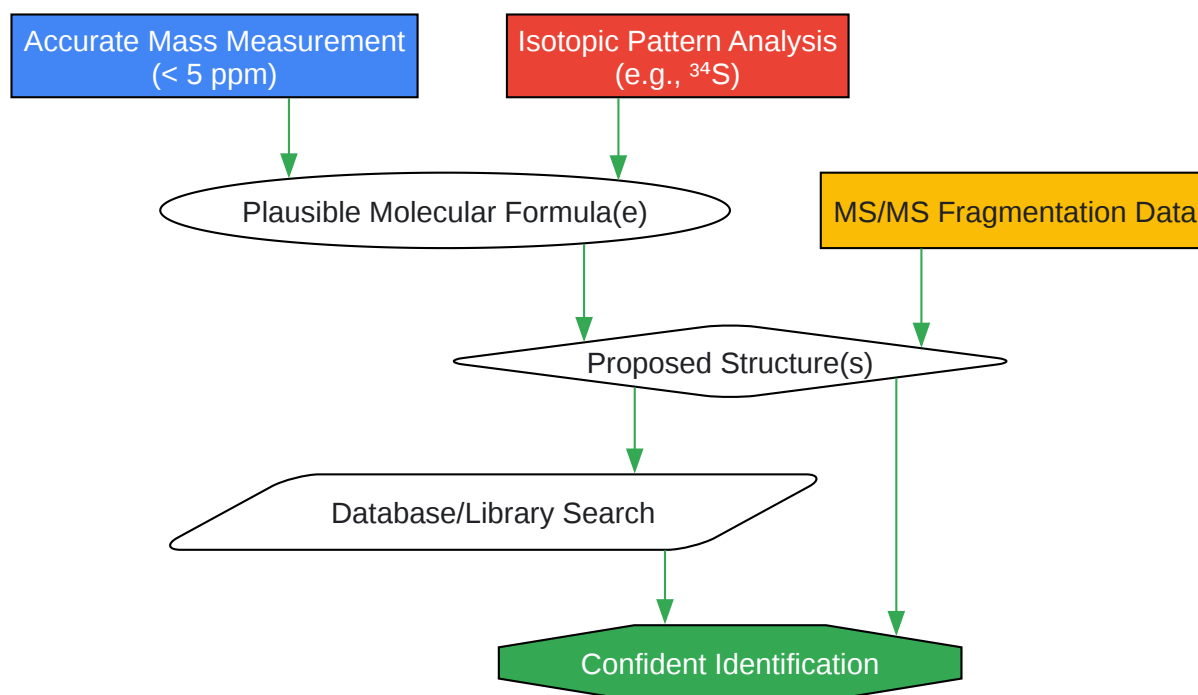 Accurate Mass Measurement
(< 5 ppm)
Isotopic Pattern Analysis
(e.g., ³⁴S)
Plausible Molecular Formula(e)
MS/MS Fragmentation Data
Proposed Structure(s)
Database/Library Search
Confident Identification